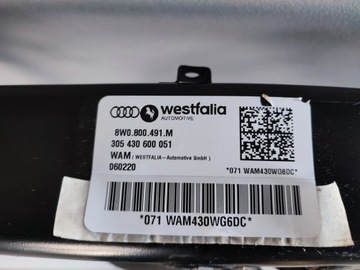 westfalia
AUTOMOTIVE
8W0.800.491.M
305 430 600 051
WAM (WESTFALIA - Automotive GmbH)
060220
*071 WAM430WG6DC*
*071 WAM430WG6DC*